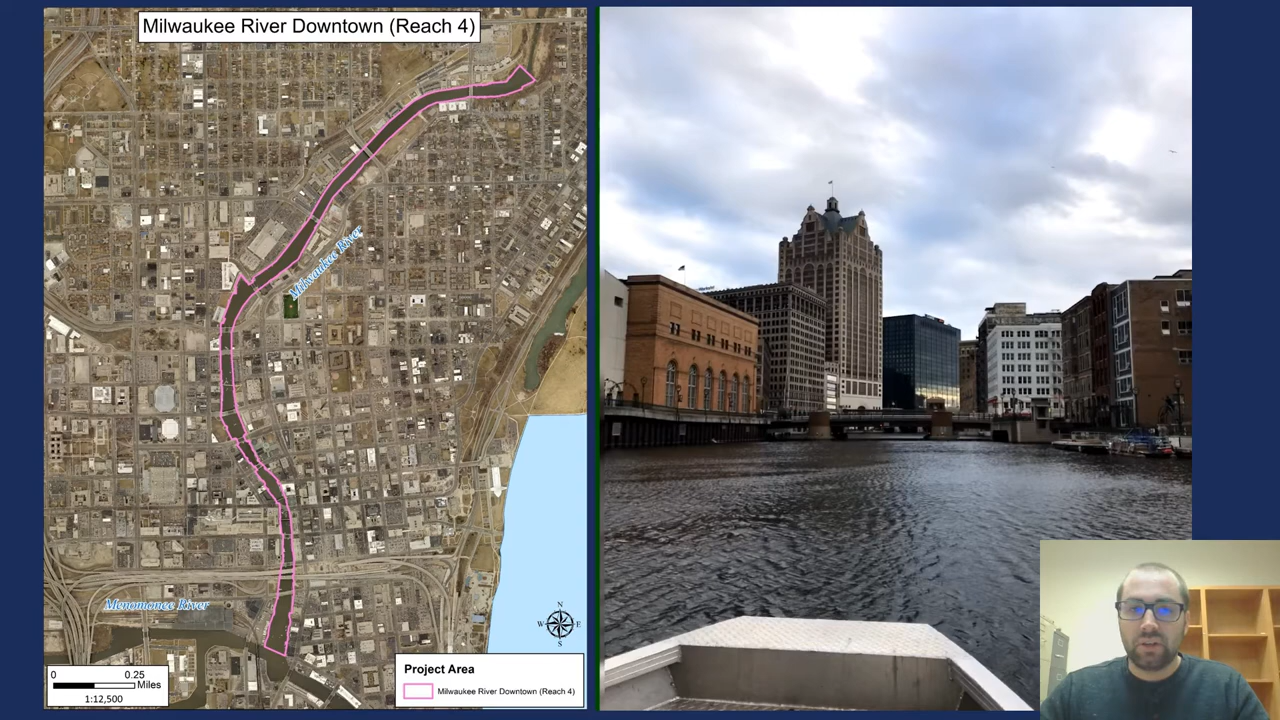 Milwaukee River Downtown (Reach 4)
Milwaukee River
Menomonee River
N
W E
S
0 0.25
Miles
1:12,500
Project Area
Milwaukee River Downtown (Reach 4)